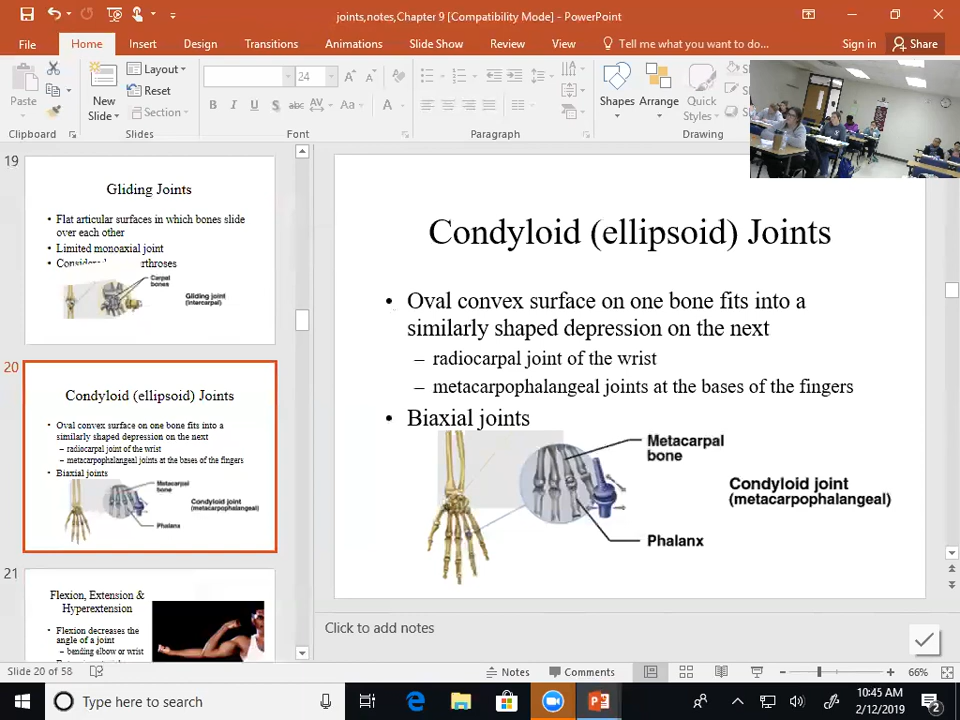 joints,notes,Chapter 9 [Compatibility Mode] - PowerPoint
File Home Insert Design Transitions Animations Slide Show Review View Tell me what you want to do... Sign in Share
Paste
New Slide
Layout
Reset
Section
24
B I U S abc AV Aa A
Shapes Arrange Quick Styles
S
Clipboard Slides Font Paragraph Drawing
19
Gliding Joints
• Flat articular surfaces in which bones slide
over each other
• Limited monoaxial joint
Carpal
bones
Gliding joint
(intercarpal)
20
Condyloid (ellipsoid) Joints
• Oval convex surface on one bone fits into a
similarly shaped depression on the next
– radiocarpal joint of the wrist
– metacarpophalangeal joints at the bases of the fingers
• Biaxial joints
Metacarpal
bone
Condyloid joint
(metacarpophalangeal)
Phalanx
21
Flexion, Extension &
Hyperextension
• Flexion decreases the
angle of a joint
– bending elbow or wrist
Condyloid (ellipsoid) Joints
• Oval convex surface on one bone fits into a
similarly shaped depression on the next
– radiocarpal joint of the wrist
– metacarpophalangeal joints at the bases of the fingers
• Biaxial joints
Metacarpal
bone
Condyloid joint
(metacarpophalangeal)
Phalanx
Click to add notes
Slide 20 of 58
Notes Comments 66%
Type here to search
10:45 AM
2/12/2019
2